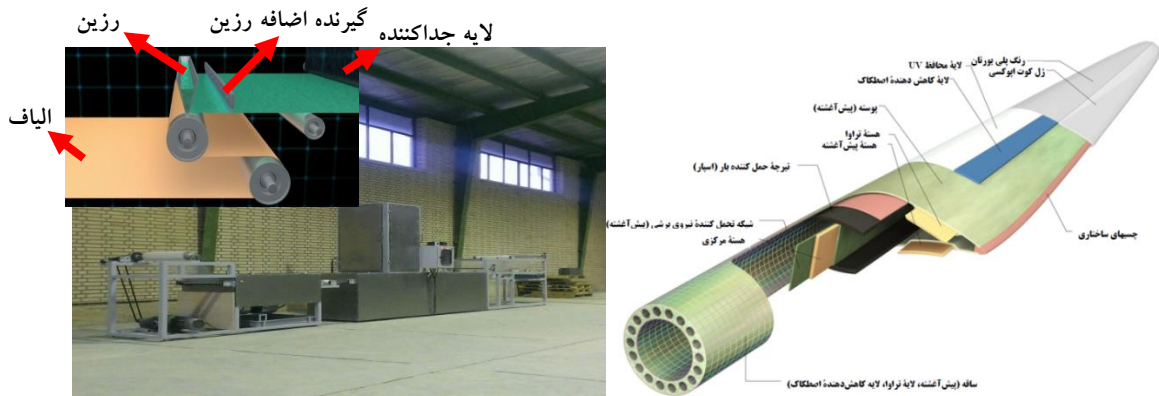 رزین
گیرنده اضافه رزین
لایه جداکننده
الیاف
رنگ پلی یورتان
ژل کوت اپوکسی
لایهٔ محافظ UV
لایهٔ کاهش دهندهٔ اصطکاک
پوسته (پیش‌آغشته)
هستهٔ تراوا
هستهٔ پیش‌آغشته
تیرچهٔ حمل کننده بار (اسپار)
شبکه تحمل کنندهٔ نیروی برشی (پیش‌آغشته)
هستهٔ مرکزی
چسبهای ساختاری
ساقه (پیش‌آغشته، لایهٔ تراوا، لایه کاهش‌دهندهٔ اصطکاک)